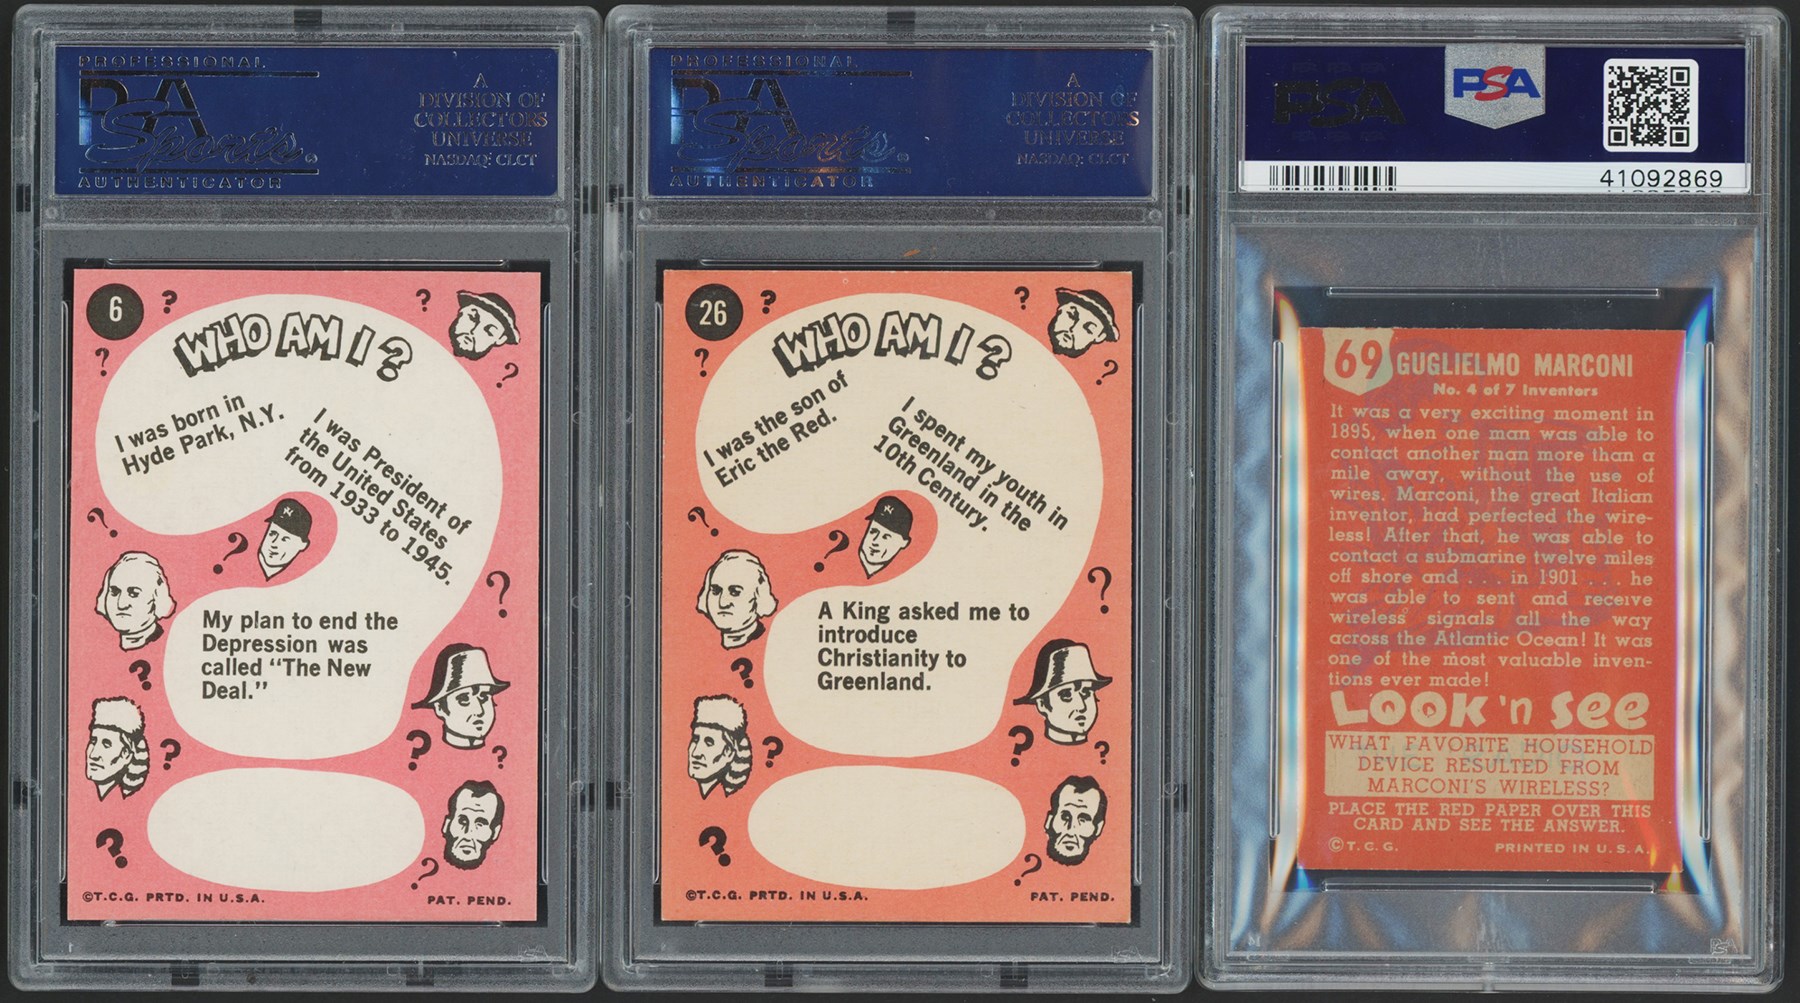 PROFESSIONAL
PSA
Sports
AUTHENTICATOR
A
DIVISION OF
COLLECTORS
UNIVERSE
NASDAQ: CLCT
6
WHO AM I?
I was born in
Hyde Park, N.Y.
I was President of
the United States
from 1933 to 1945.
My plan to end the
Depression was
called "The New
Deal."
©T.C.G. PRTD. IN U.S.A.
PAT. PEND.
PROFESSIONAL
PSA
Sports
AUTHENTICATOR
A
DIVISION OF
COLLECTORS
UNIVERSE
NASDAQ: CLCT
26
WHO AM I?
I was the son of
Eric the Red.
I spent my youth in
Greenland in the
10th Century.
A King asked me to
introduce
Christianity to
Greenland.
©T.C.G. PRTD. IN U.S.A.
PAT. PEND.
PSA
PSA
41092869
69 GUGLIELMO MARCONI
No. 4 of 7 Inventors
It was a very exciting moment in
1895, when one man was able to
contact another man more than a
mile away, without the use of
wires. Marconi, the great Italian
inventor, had perfected the wire-
less! After that, he was able to
contact a submarine twelve miles
off shore and . . . in 1901 . . . he
was able to sent and receive
wireless signals all the way
across the Atlantic Ocean! It was
one of the most valuable inven-
tions ever made!
LOOK 'n SEE
WHAT FAVORITE HOUSEHOLD
DEVICE RESULTED FROM
MARCONI'S WIRELESS?
PLACE THE RED PAPER OVER THIS
CARD AND SEE THE ANSWER.
©T.C.G. PRINTED IN U.S.A.